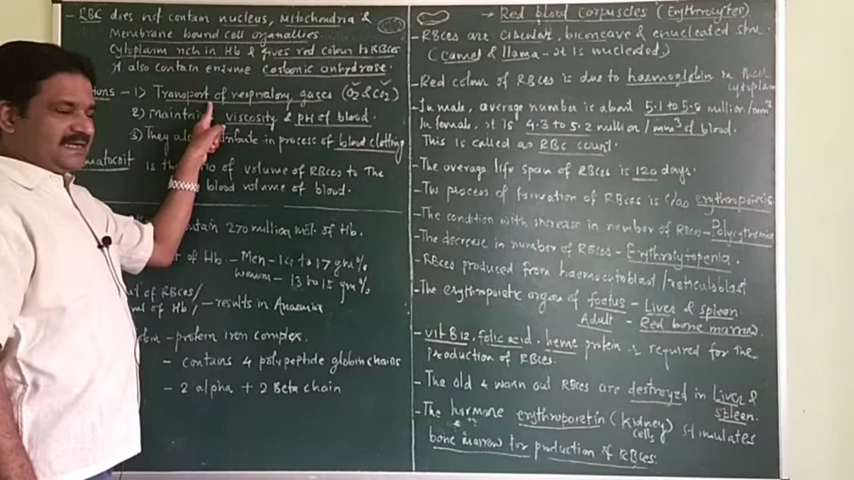 - RBC does not contain nucleus, mitochondria &
Membrane bound cell organellies
Cytoplasm rich in Hb & gives red colour to RBCes
it also contain enzyme carbonic anhydrase.
ons - 1) Transport of respiratory gases (O2 & CO2)
2) maintain viscosity & pH of blood.
3) They al in process of blood clotting
matocoit is the io of volume of RBCes to the
blood volume of blood.
ntain 270 million mol. of Hb.
of Hb - Men - 14 to 17 gm%
Women - 13 to 15 gm%
of RBCes/
of Hb/ - results in Anaemia
- protein iron complex.
- contains 4 polypeptide globin chains
- 2 alpha + 2 Beta chain
→ Red blood Corpuscles (Erythrocytes)
- RBCes are circular, biconcave & enucleated str.
(camel & llama - it is nucleated)
- Red colour of RBCes is due to haemoglobin in their
cytoplasm
- In male, average number is about 5.1 to 5.8 million/mm3
In female, it is 4.3 to 5.2 million/mm3 of blood.
This is called as RBC count.
- The average life span of RBCes is 120 days.
- The process of formation of RBCes is c/as erythropoiesis
- The condition with increase in number of RBCes - Polycythemia
- The decrease in number of RBCes - Erythrolytopenia.
- RBCes produced from haemocytoblast/reticuloblast
- The erythropoietic organ of foetus - Liver & spleen
Adult - Red bone marrow.
- vit B12, folic acid, heme protein is required for the
production of RBCes.
- The old & warn out RBCes are destroyed in Liver &
spleen.
- The hormone erythropoietin (kidney cells) stimulates
bone marrow for production of RBCes.